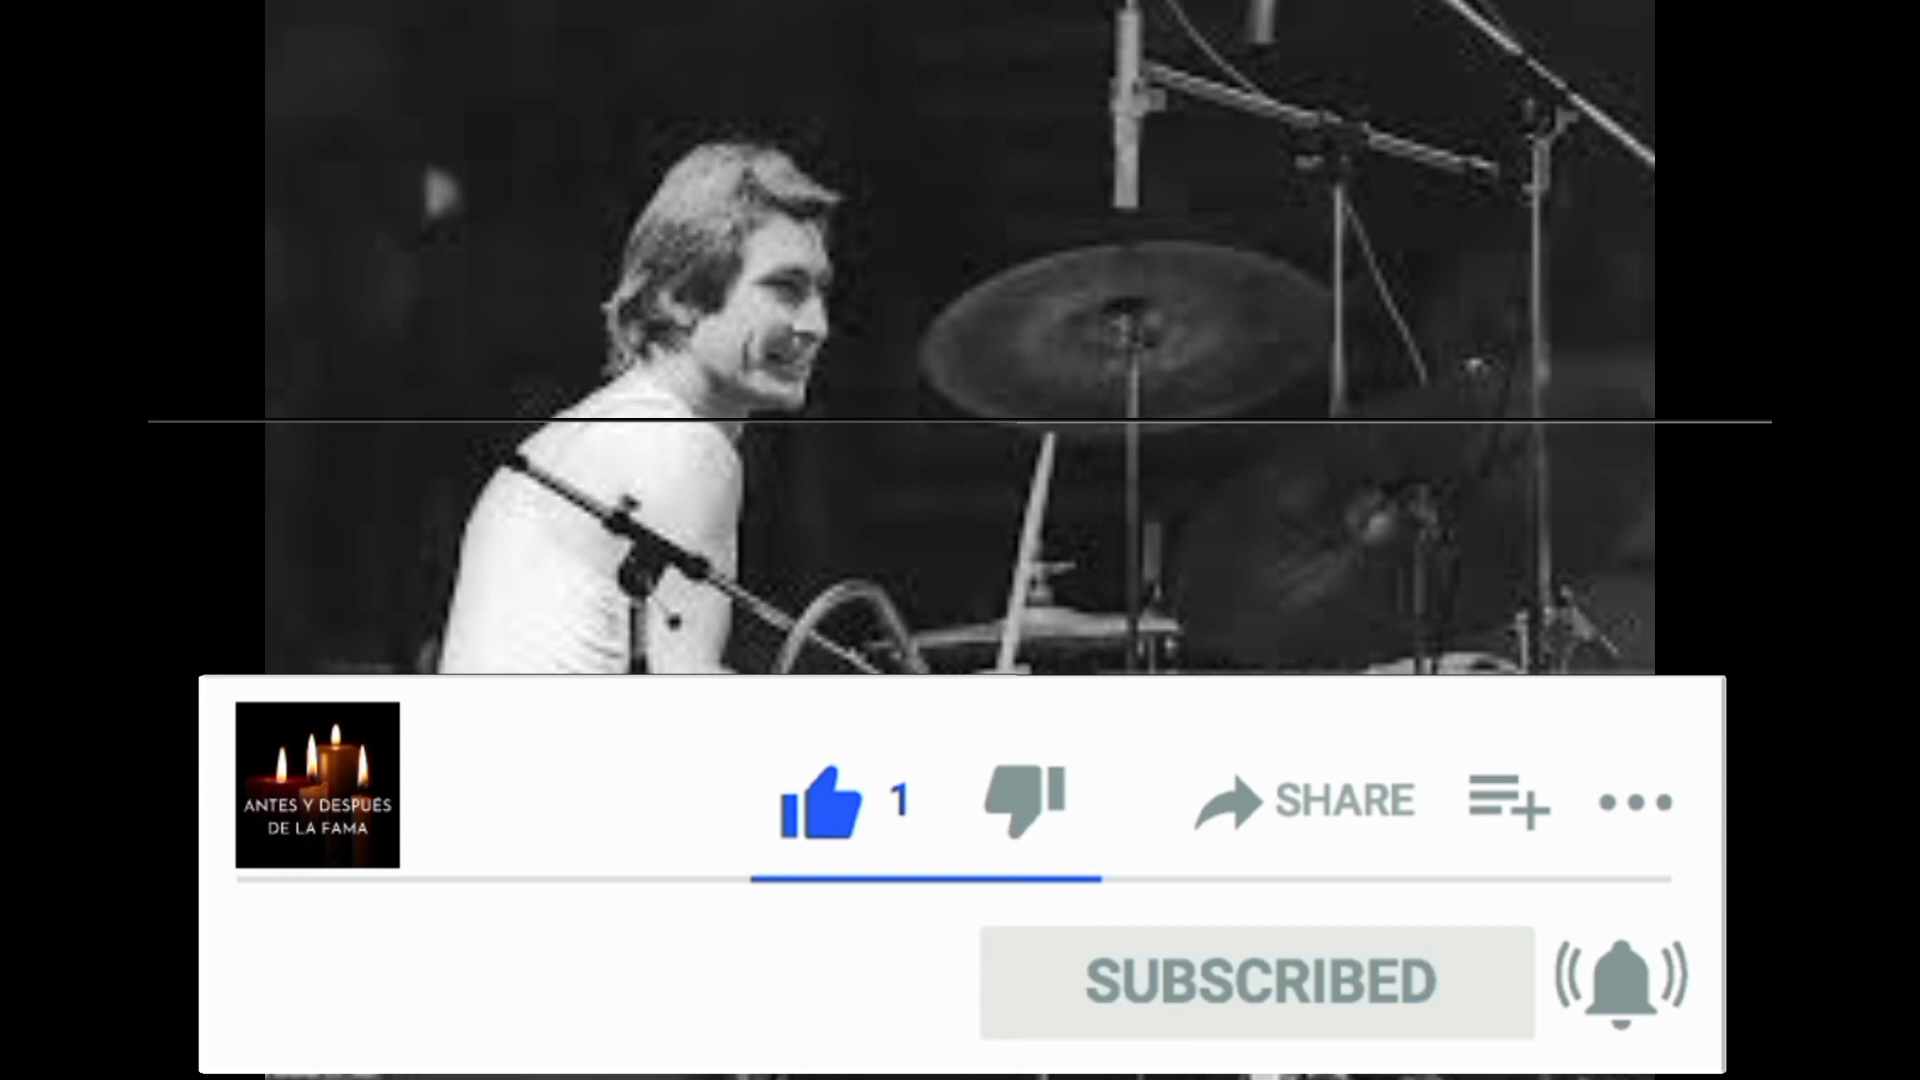 ANTES Y DESPUÉS
DE LA FAMA
1
SHARE
SUBSCRIBED